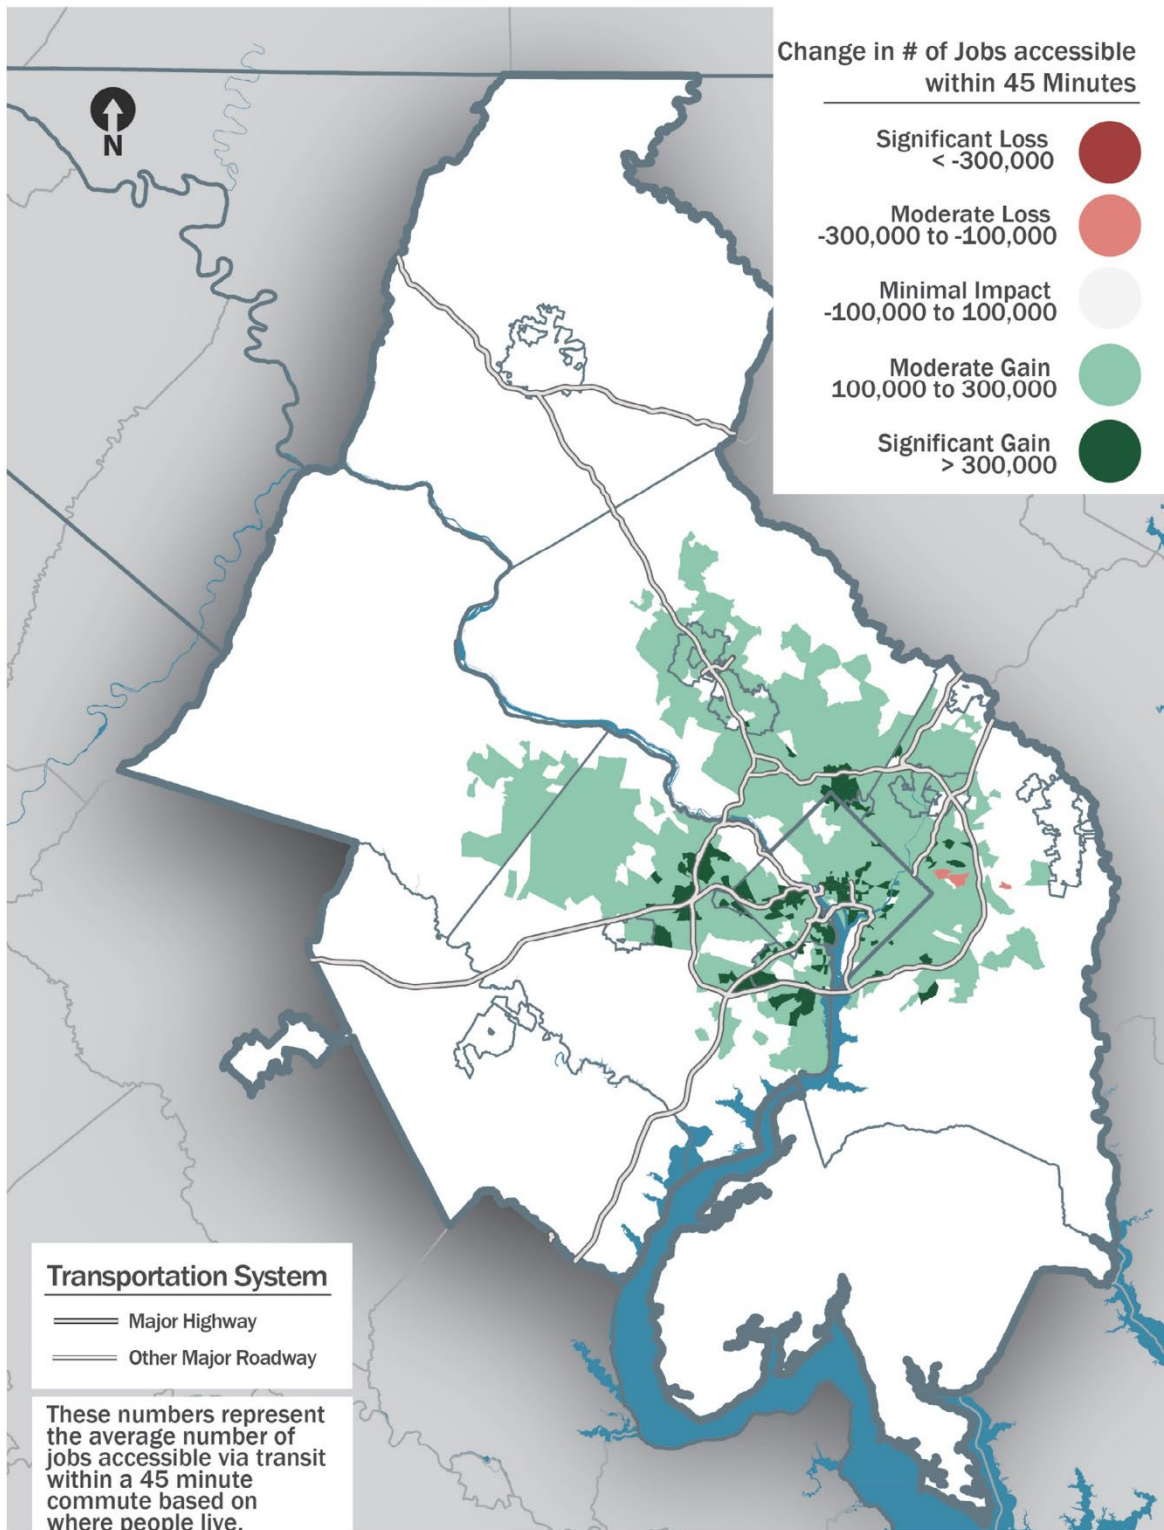 Change in # of Jobs accessible
within 45 Minutes
N
Significant Loss
< -300,000
Moderate Loss
-300,000 to -100,000
Minimal Impact
-100,000 to 100,000
Moderate Gain
100,000 to 300,000
Significant Gain
> 300,000
Transportation System
Major Highway
Other Major Roadway
These numbers represent
the average number of
jobs accessible via transit
within a 45 minute
commute based on
where people live.